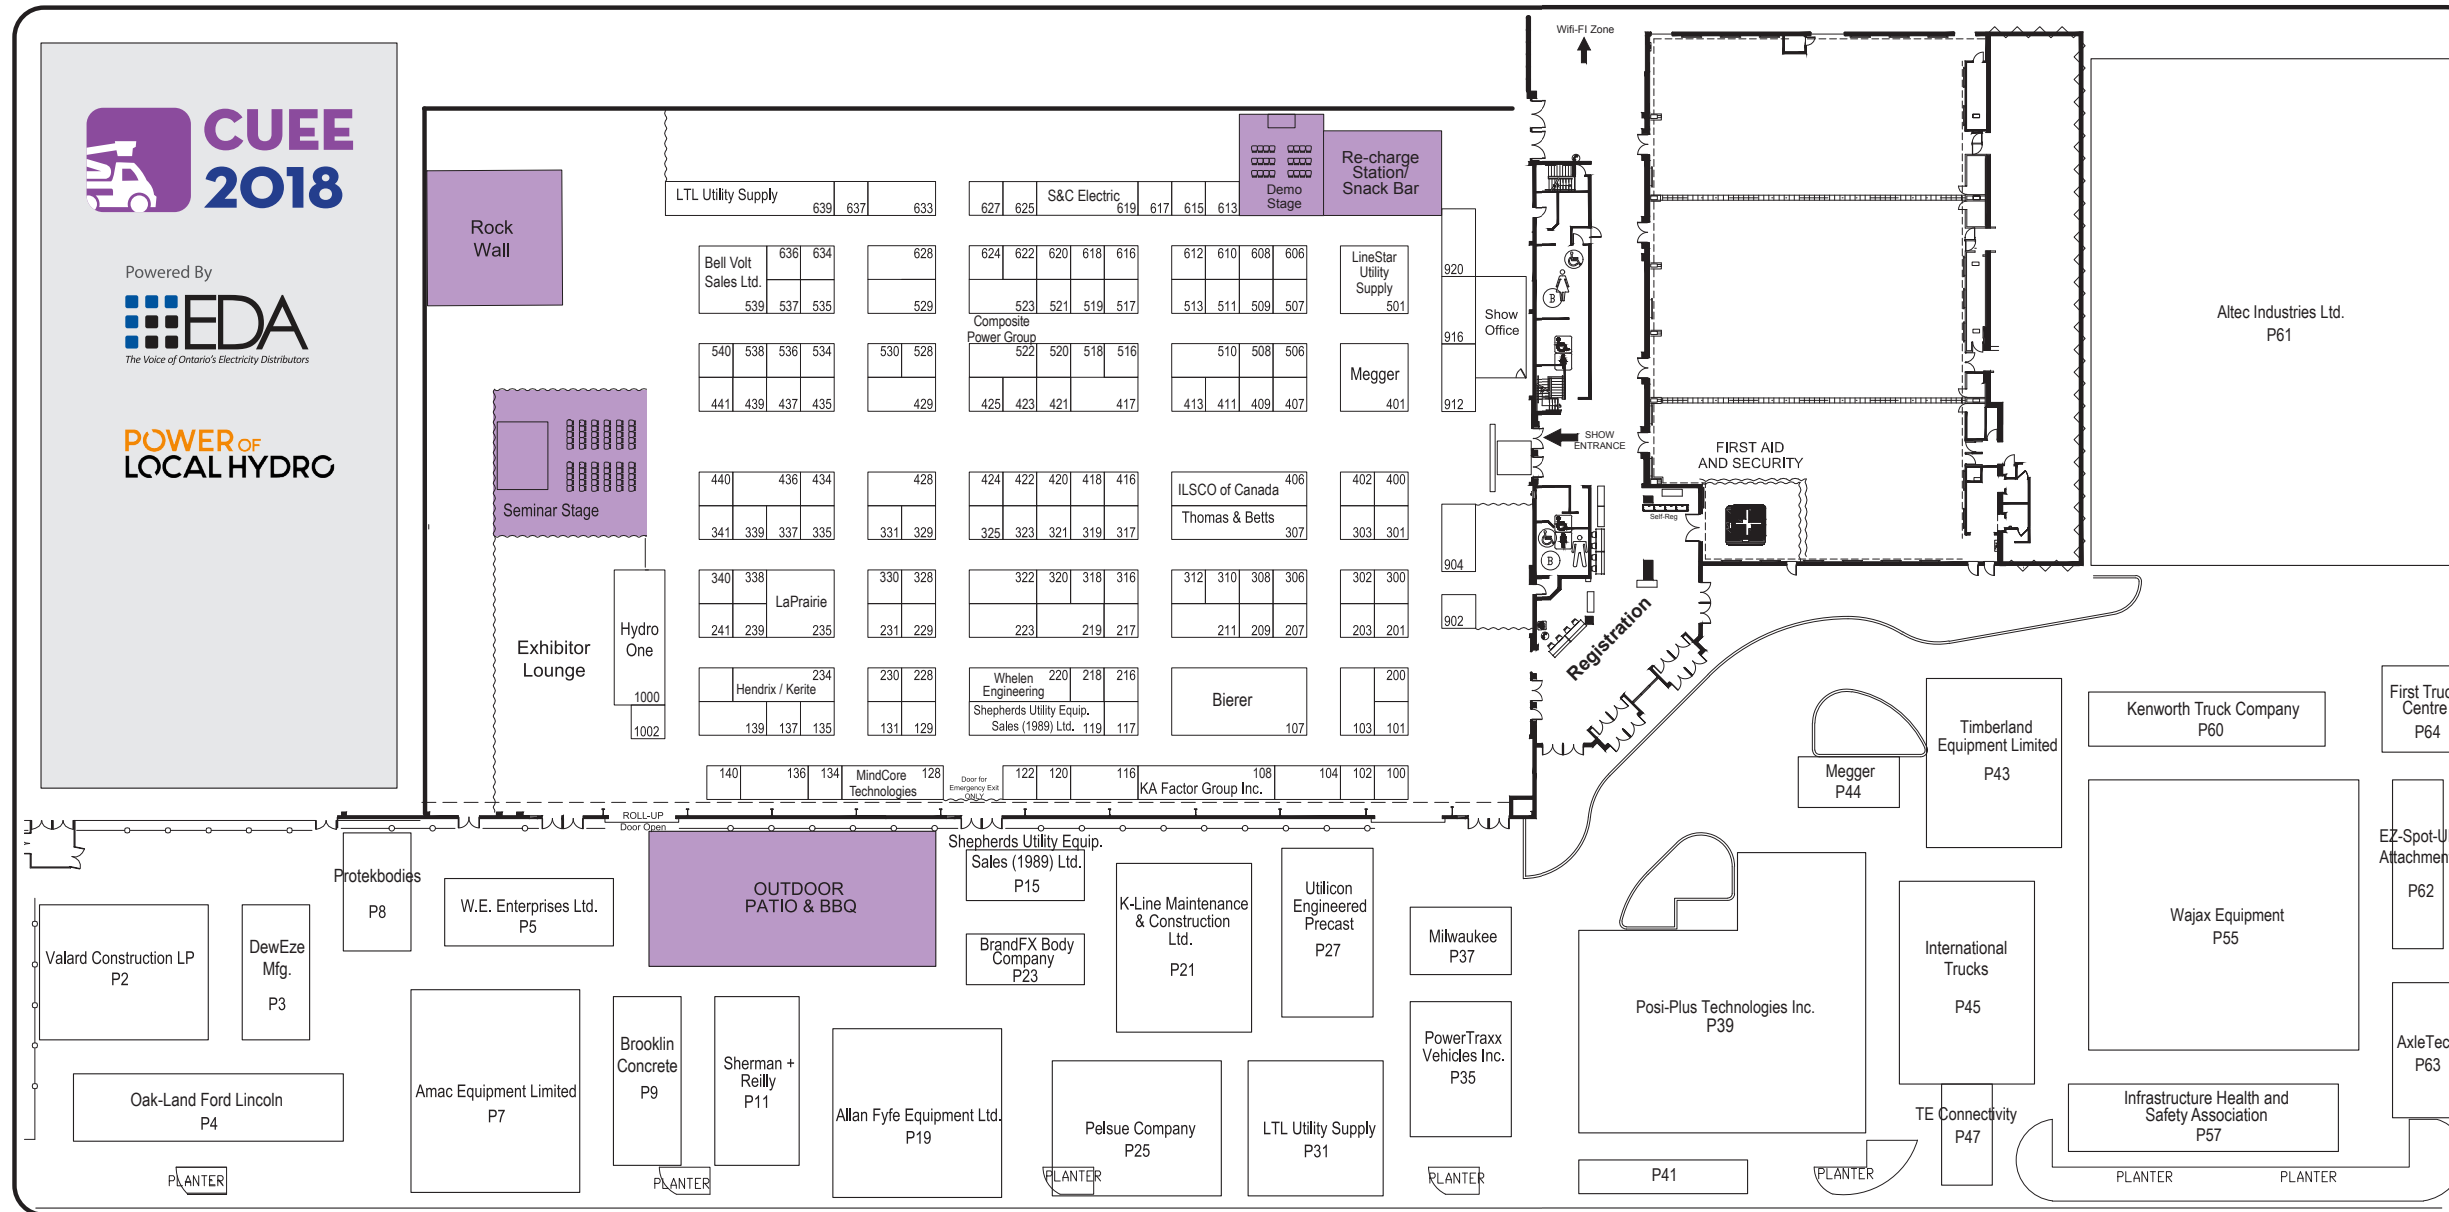 CUEE
2018
Powered By
EDA
The Voice of Ontario's Electricity Distributors
POWER OF
LOCAL HYDRO
Wifi-FI Zone
Rock
Wall
LTL Utility Supply
639 637 633
627 625 S&C Electric 619 617 615 613
Demo
Stage
Re-charge
Station/
Snack Bar
Bell Volt
Sales Ltd.
636 634
539 537 535
628
529
624 622 620 618 616
523 521 519 517
612 610 608 606
513 511 509 507
LineStar
Utility
Supply
501
920
Show
Office
916
912
Composite
Power Group
540 538 536 534
441 439 437 435
530 528
429
522 520 518 516
425 423 421 417
510 508 506
413 411 409 407
Megger
401
B
SHOW
ENTRANCE
FIRST AID
AND SECURITY
Self-Reg
Altec Industries Ltd.
P61
Seminar Stage
440 436 434
341 339 337 335
428
331 329
424 422 420 418 416
325 323 321 319 317
ILSCO of Canada 406
Thomas & Betts
307
402 400
303 301
904
B
Exhibitor
Lounge
Hydro
One
1000
1002
340 338
LaPrairie
241 239 235
330 328
231 229
322 320 318 316
223 219 217
312 310 308 306
211 209 207
302 300
203 201
902
Registration
234
Hendrix / Kerite
139 137 135
230 228
131 129
Whelen
Engineering
220 218 216
Shepherds Utility Equip.
Sales (1989) Ltd. 119 117
Bierer
107
200
103 101
140 136 134
MindCore
Technologies
128
Door for
Emergency Exit
ONLY
122 120 116
KA Factor Group Inc.
108 104 102 100
ROLL-UP
Door Open
OUTDOOR
PATIO & BBQ
Protekbodies
P8
W.E. Enterprises Ltd.
P5
Valard Construction LP
P2
DewEze
Mfg.
P3
Oak-Land Ford Lincoln
P4
Amac Equipment Limited
P7
Brooklin
Concrete
P9
Sherman +
Reilly
P11
Allan Fyfe Equipment Ltd.
P19
Shepherds Utility Equip.
Sales (1989) Ltd.
P15
BrandFX Body
Company
P23
K-Line Maintenance
& Construction
Ltd.
P21
Utilicon
Engineered
Precast
P27
Pelsue Company
P25
LTL Utility Supply
P31
Milwaukee
P37
PowerTraxx
Vehicles Inc.
P35
Posi-Plus Technologies Inc.
P39
P41
Megger
P44
Timberland
Equipment Limited
P43
International
Trucks
P45
TE Connectivity
P47
Kenworth Truck Company
P60
Wajax Equipment
P55
Infrastructure Health and
Safety Association
P57
First Truc
Centre
P64
EZ-Spot-U
Attachmen
P62
AxleTec
P63
PLANTER
PLANTER
PLANTER
PLANTER
PLANTER
PLANTER
PLANTER